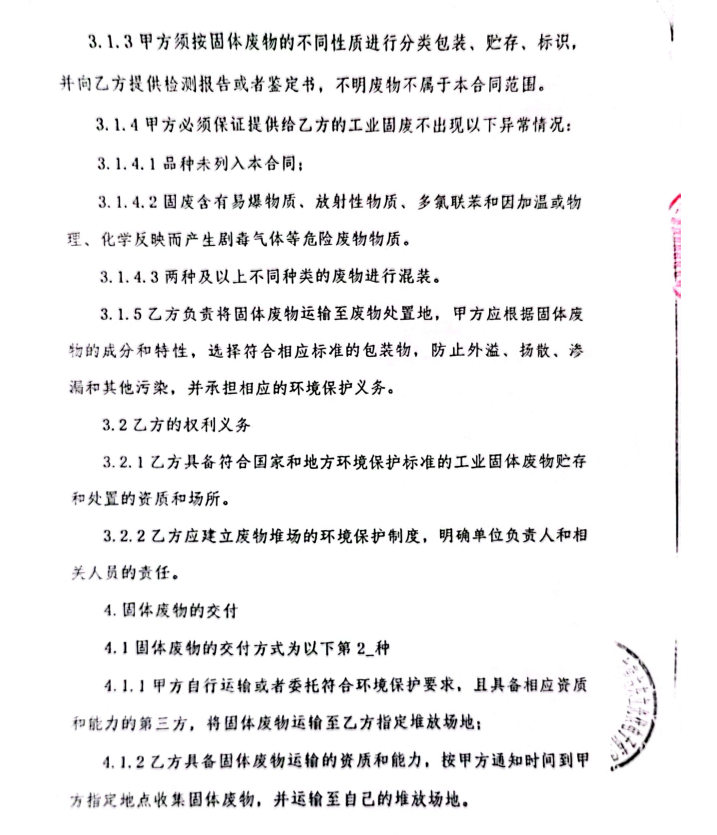 3.1.3 甲方须按固体废物的不同性质进行分类包装、贮存、标识，
并向乙方提供检测报告或者鉴定书，不明废物不属于本合同范围。
3.1.4 甲方必须保证提供给乙方的工业固废不出现以下异常情况：
3.1.4.1 品种未列入本合同；
3.1.4.2 固废含有易爆物质、放射性物质、多氯联苯和因加温或物
理、化学反映而产生剧毒气体等危险废物物质。
3.1.4.3 两种及以上不同种类的废物进行混装。
3.1.5 乙方负责将固体废物运输至废物处置地，甲方应根据固体废
物的成分和特性，选择符合相应标准的包装物，防止外溢、扬散、渗
漏和其他污染，并承担相应的环境保护义务。
3.2 乙方的权利义务
3.2.1 乙方具备符合国家和地方环境保护标准的工业固体废物贮存
和处置的资质和场所。
3.2.2 乙方应建立废物堆场的环境保护制度，明确单位负责人和相
关人员的责任。
4. 固体废物的交付
4.1 固体废物的交付方式为以下第 2_种
4.1.1 甲方自行运输或者委托符合环境保护要求，且具备相应资质
和能力的第三方，将固体废物运输至乙方指定堆放场地；
4.1.2 乙方具备固体废物运输的资质和能力，按甲方通知时间到甲
方指定地点收集固体废物，并运输至自己的堆放场地。